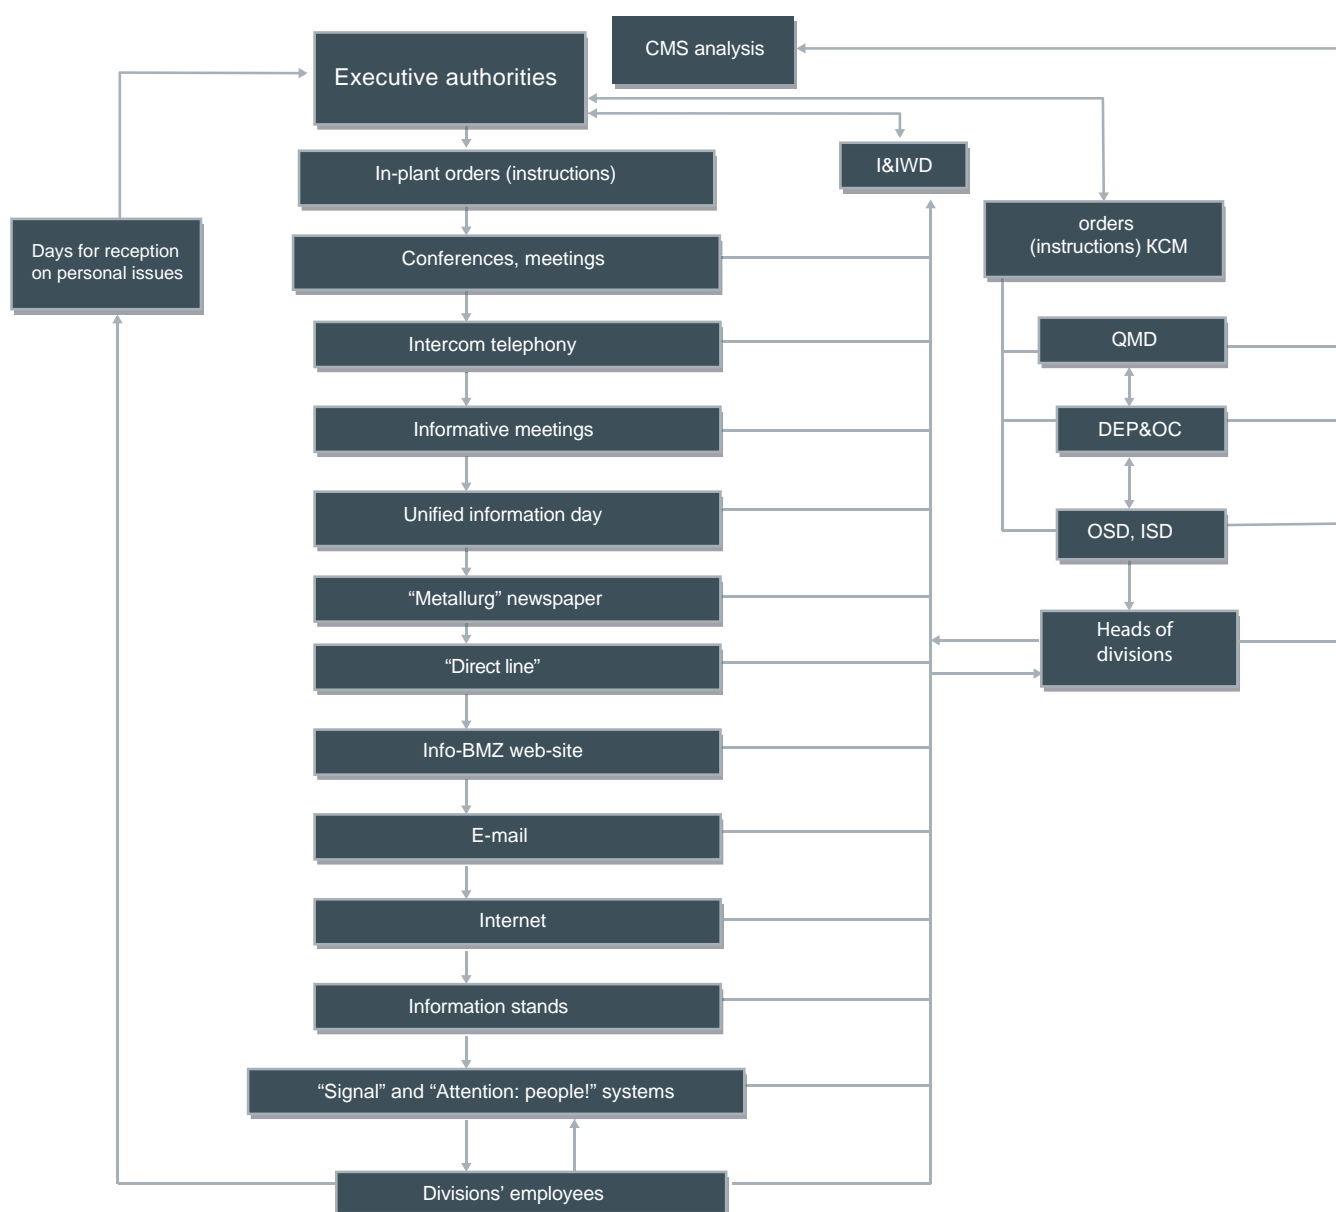 CMS analysis
Executive authorities
In-plant orders (instructions)
I&IWD
Days for reception
on personal issues
orders
(instructions) КСМ
Conferences, meetings
Intercom telephony
QMD
Informative meetings
DEP&OC
Unified information day
OSD, ISD
“Metallurg” newspaper
Heads of
divisions
“Direct line”
Info-BMZ web-site
E-mail
Internet
Information stands
“Signal” and “Attention: people!” systems
Divisions’ employees